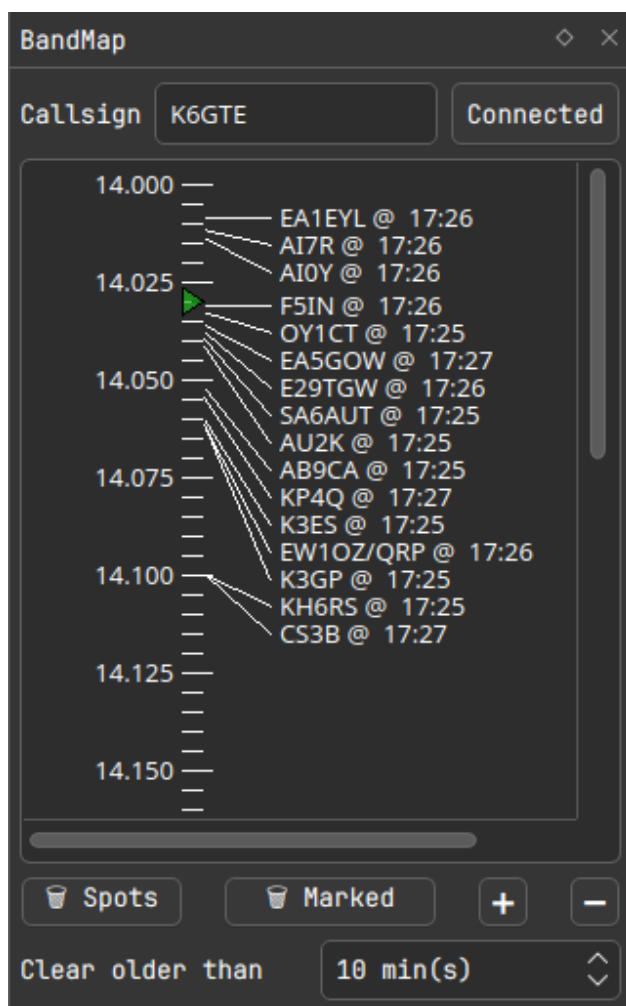 BandMap
Callsign K6GTE Connected
14.000
EA1EYL @ 17:26
AI7R @ 17:26
AI0Y @ 17:26
14.025
F5IN @ 17:26
OY1CT @ 17:25
EA5GOW @ 17:27
14.050
E29TGW @ 17:26
SA6AUT @ 17:25
AU2K @ 17:25
AB9CA @ 17:25
14.075
KP4Q @ 17:27
K3ES @ 17:25
EW1OZ/QRP @ 17:26
14.100
K3GP @ 17:25
KH6RS @ 17:25
CS3B @ 17:27
14.125
14.150
Spots Marked + −
Clear older than 10 min(s)